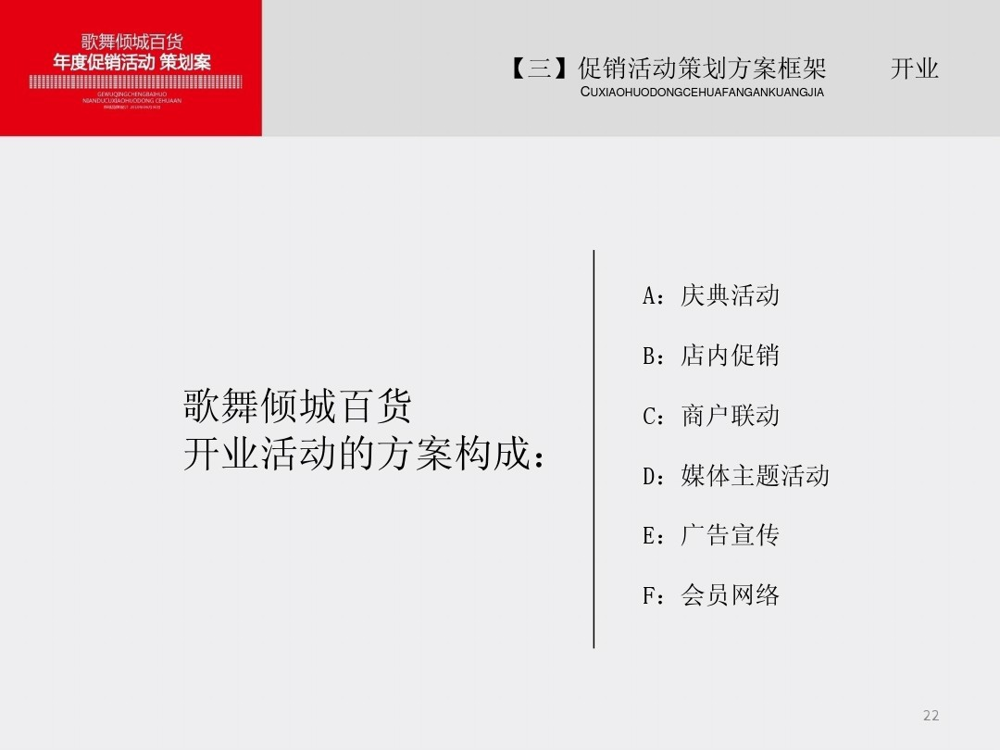 歌舞倾城百货
年度促销活动 策划案
GEWUQINGCHENGBAIHUO
NIANDUCUXIAOHUODONG CEHUAAN
【三】促销活动策划方案框架 开业
CUXIAOHUODONGCEHUAFANGANKUANGJIA
歌舞倾城百货
开业活动的方案构成：
A：庆典活动
B：店内促销
C：商户联动
D：媒体主题活动
E：广告宣传
F：会员网络
22